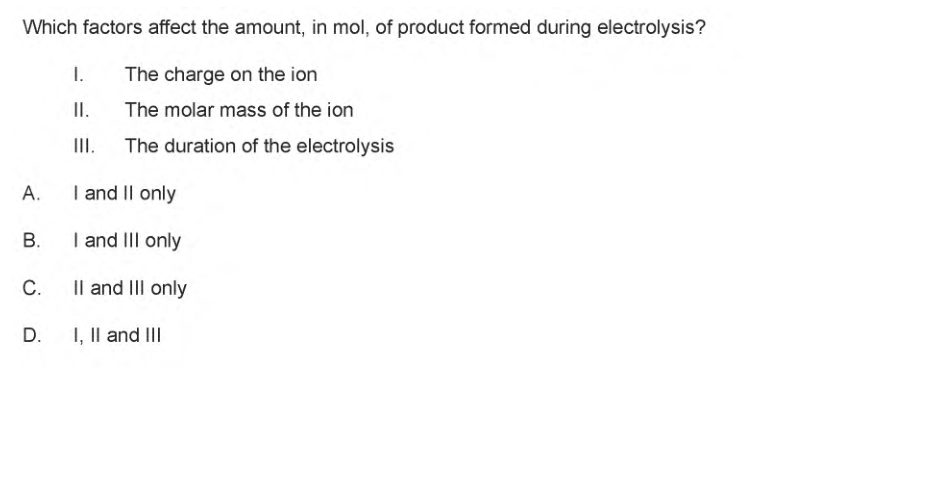 Which factors affect the amount, in mol, of product formed during electrolysis?
I. The charge on the ion
II. The molar mass of the ion
III. The duration of the electrolysis
A. I and II only
B. I and III only
C. II and III only
D. I, II and III